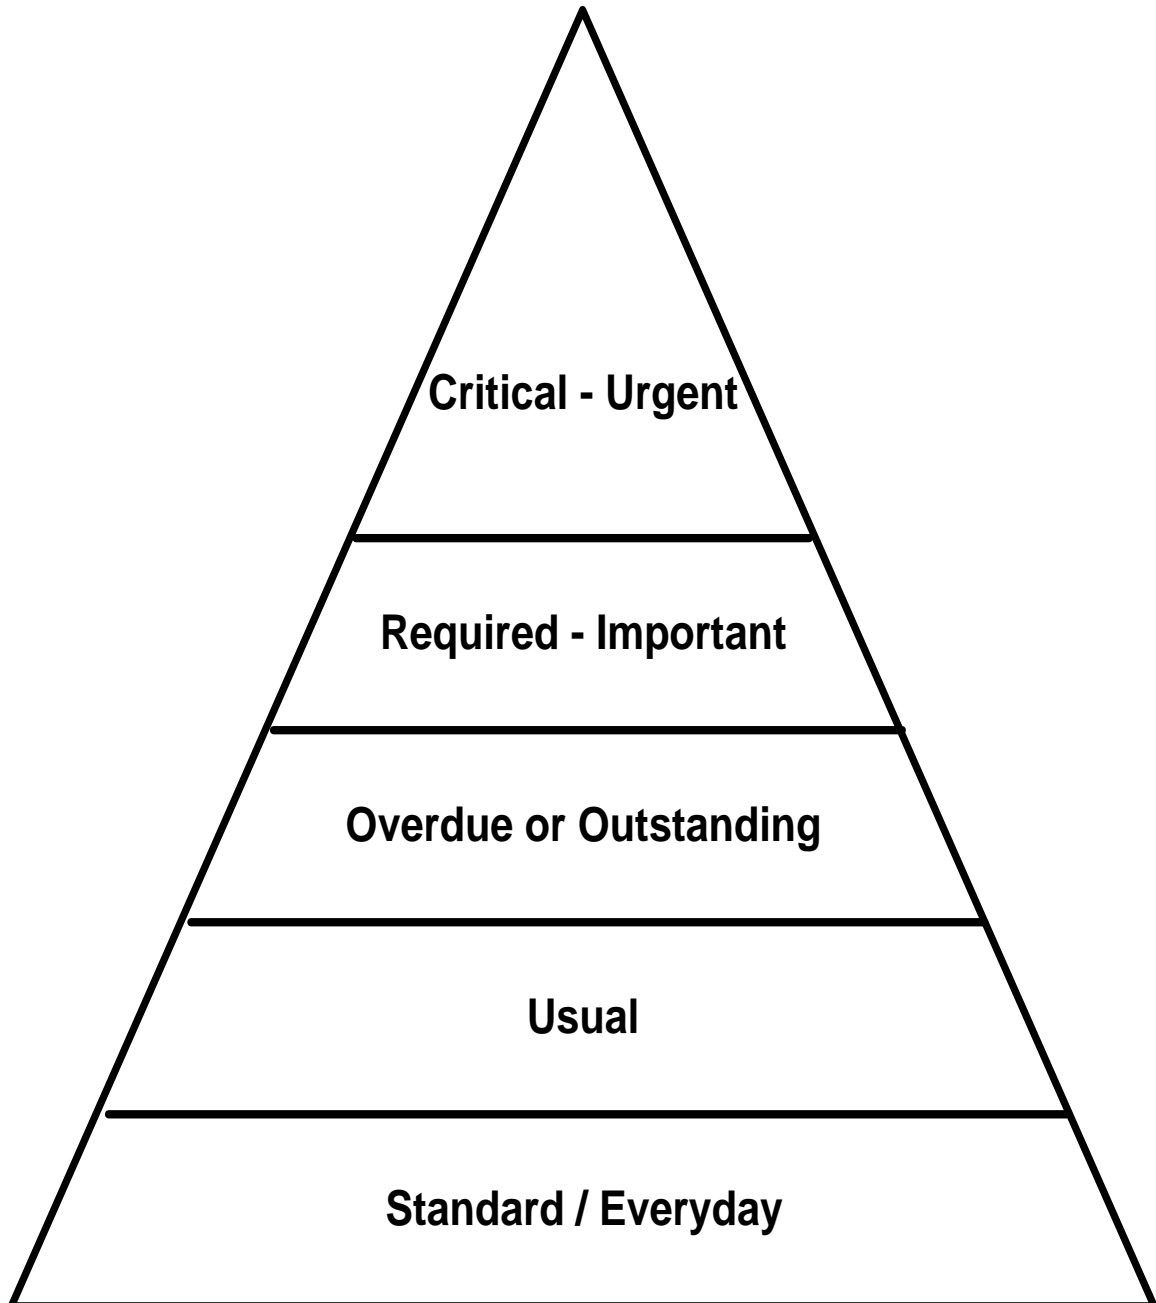 Critical - Urgent
Required - Important
Overdue or Outstanding
Usual
Standard / Everyday